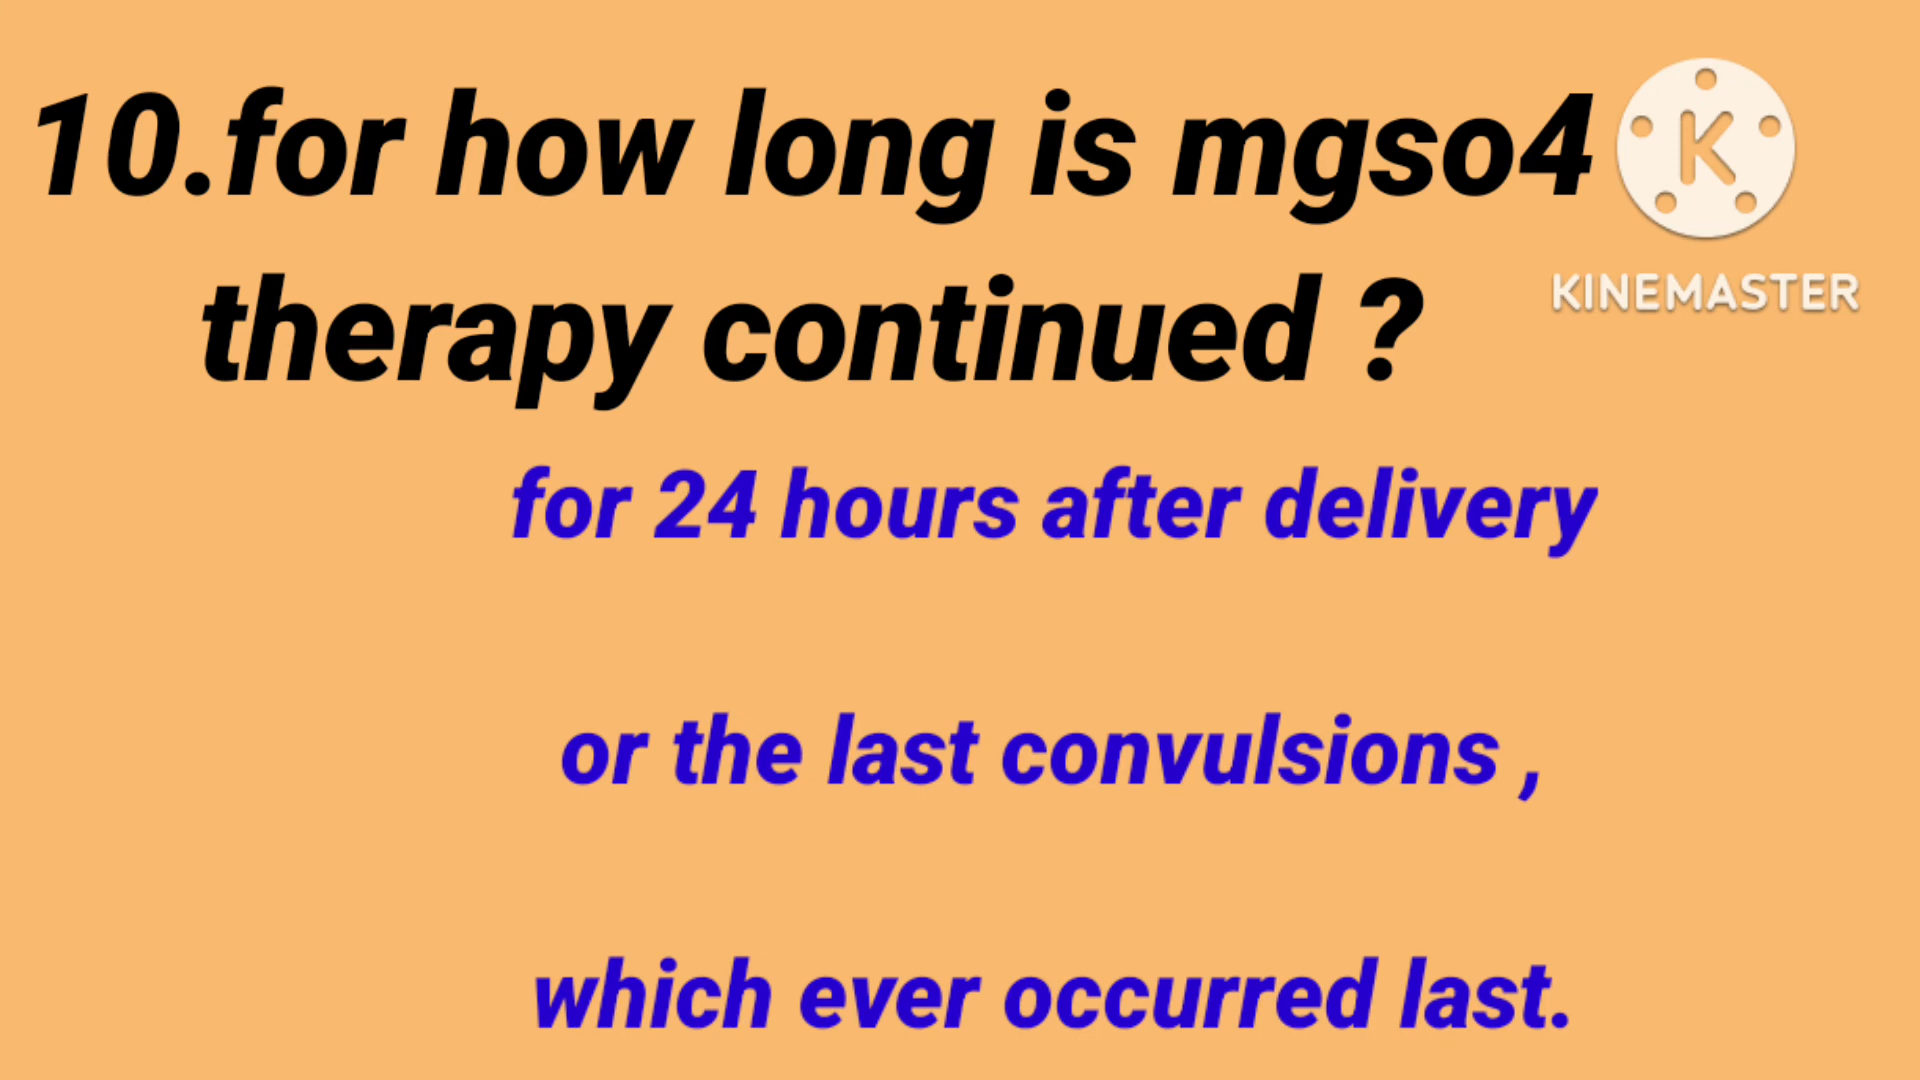 10.for how long is mgso4
therapy continued ?
K
KINEMASTER
for 24 hours after delivery
or the last convulsions ,
which ever occurred last.